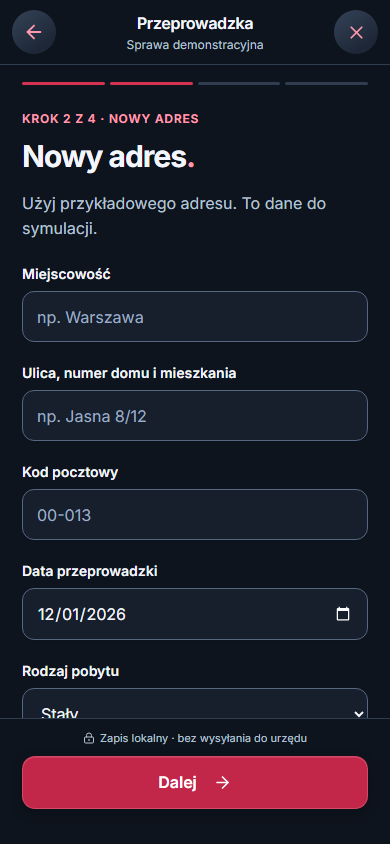 Przeprowadzka
Sprawa demonstracyjna
KROK 2 Z 4 · NOWY ADRES
Nowy adres.
Użyj przykładowego adresu. To dane do
symulacji.
Miejscowość
np. Warszawa
Ulica, numer domu i mieszkania
np. Jasna 8/12
Kod pocztowy
00-013
Data przeprowadzki
12/01/2026
Rodzaj pobytu
Stały
Zapis lokalny · bez wysyłania do urzędu
Dalej